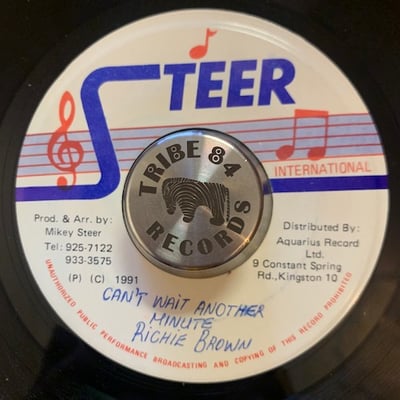 STEER
INTERNATIONAL
TRIBE 84
RECORDS
Prod. & Arr. by:
Mikey Steer
Tel: 925-7122
933-3575
(P) (C) 1991
Distributed By:
Aquarius Record
Ltd.
9 Constant Spring
Rd., Kingston 10
CAN'T WAIT ANOTHER
MINUTE
RICHIE BROWN
UNAUTHORIZED PUBLIC PERFORMANCE BROADCASTING AND COPYING OF THIS RECORD PROHIBITED